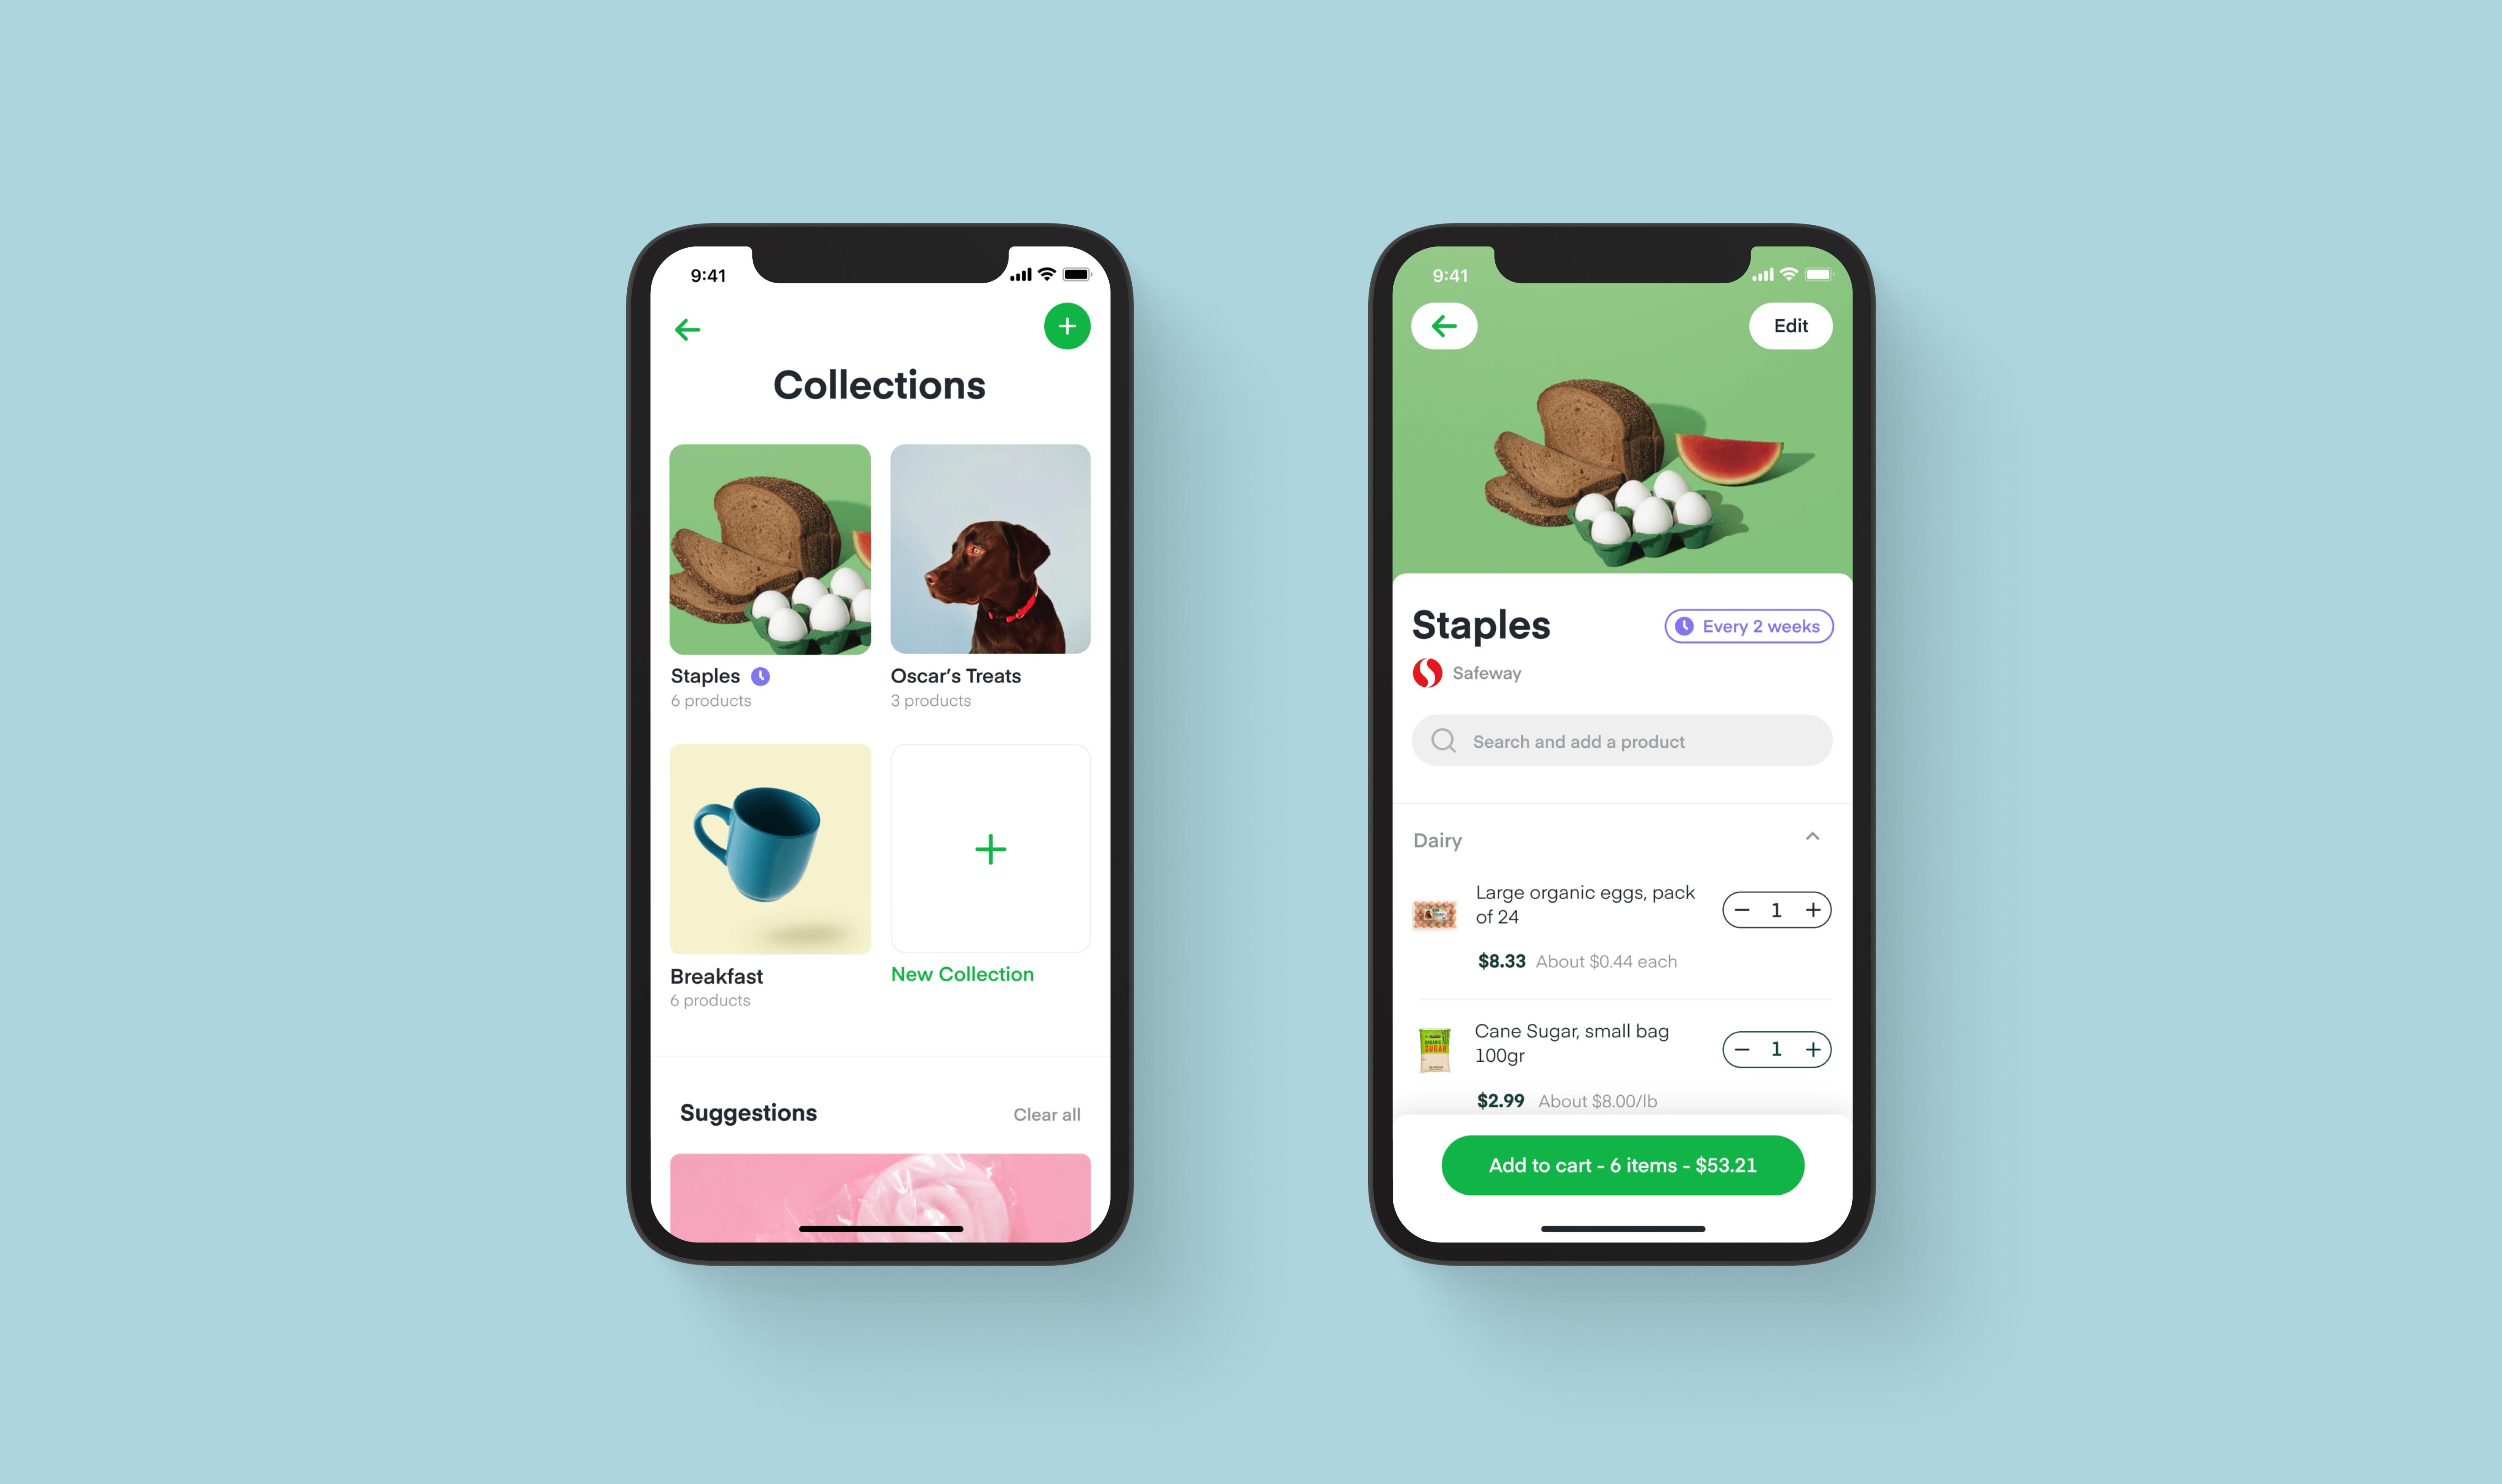 9:41
Collections
Staples
6 products
Oscar's Treats
3 products
Breakfast
6 products
New Collection
Suggestions
Clear all
9:41
Edit
Staples
Every 2 weeks
Safeway
Search and add a product
Dairy
Large organic eggs, pack
of 24
1
$8.33 About $0.44 each
ORGANIC
SUGAR
Cane Sugar, small bag
100gr
1
$2.99 About $8.00/lb
Add to cart - 6 items - $53.21